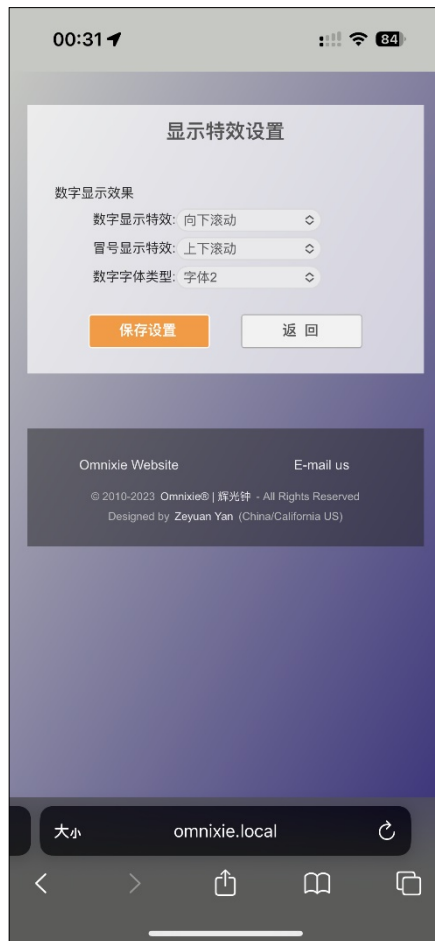 00:31
84
显示特效设置
数字显示效果
数字显示特效: 向下滚动
冒号显示特效: 上下滚动
数字字体类型: 字体2
保存设置 返 回
Omnixie Website E-mail us
© 2010-2023 Omnixie® | 辉光钟 - All Rights Reserved
Designed by Zeyuan Yan (China/California US)
大小 omnixie.local